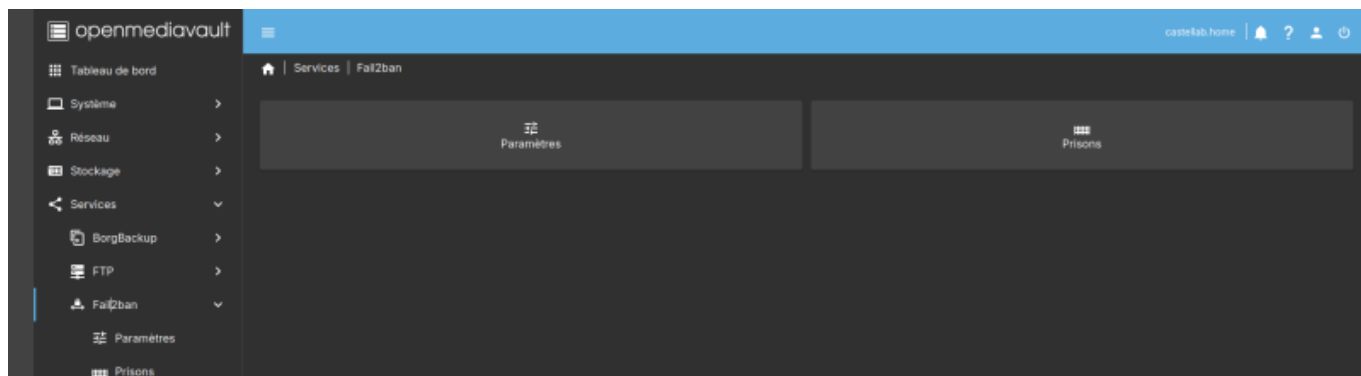 openmediavault
castellab.home
Tableau de bord
Services | Fail2ban
Système
Réseau
Paramètres
Prisons
Stockage
Services
BorgBackup
FTP
Fail2ban
Paramètres
Prisons